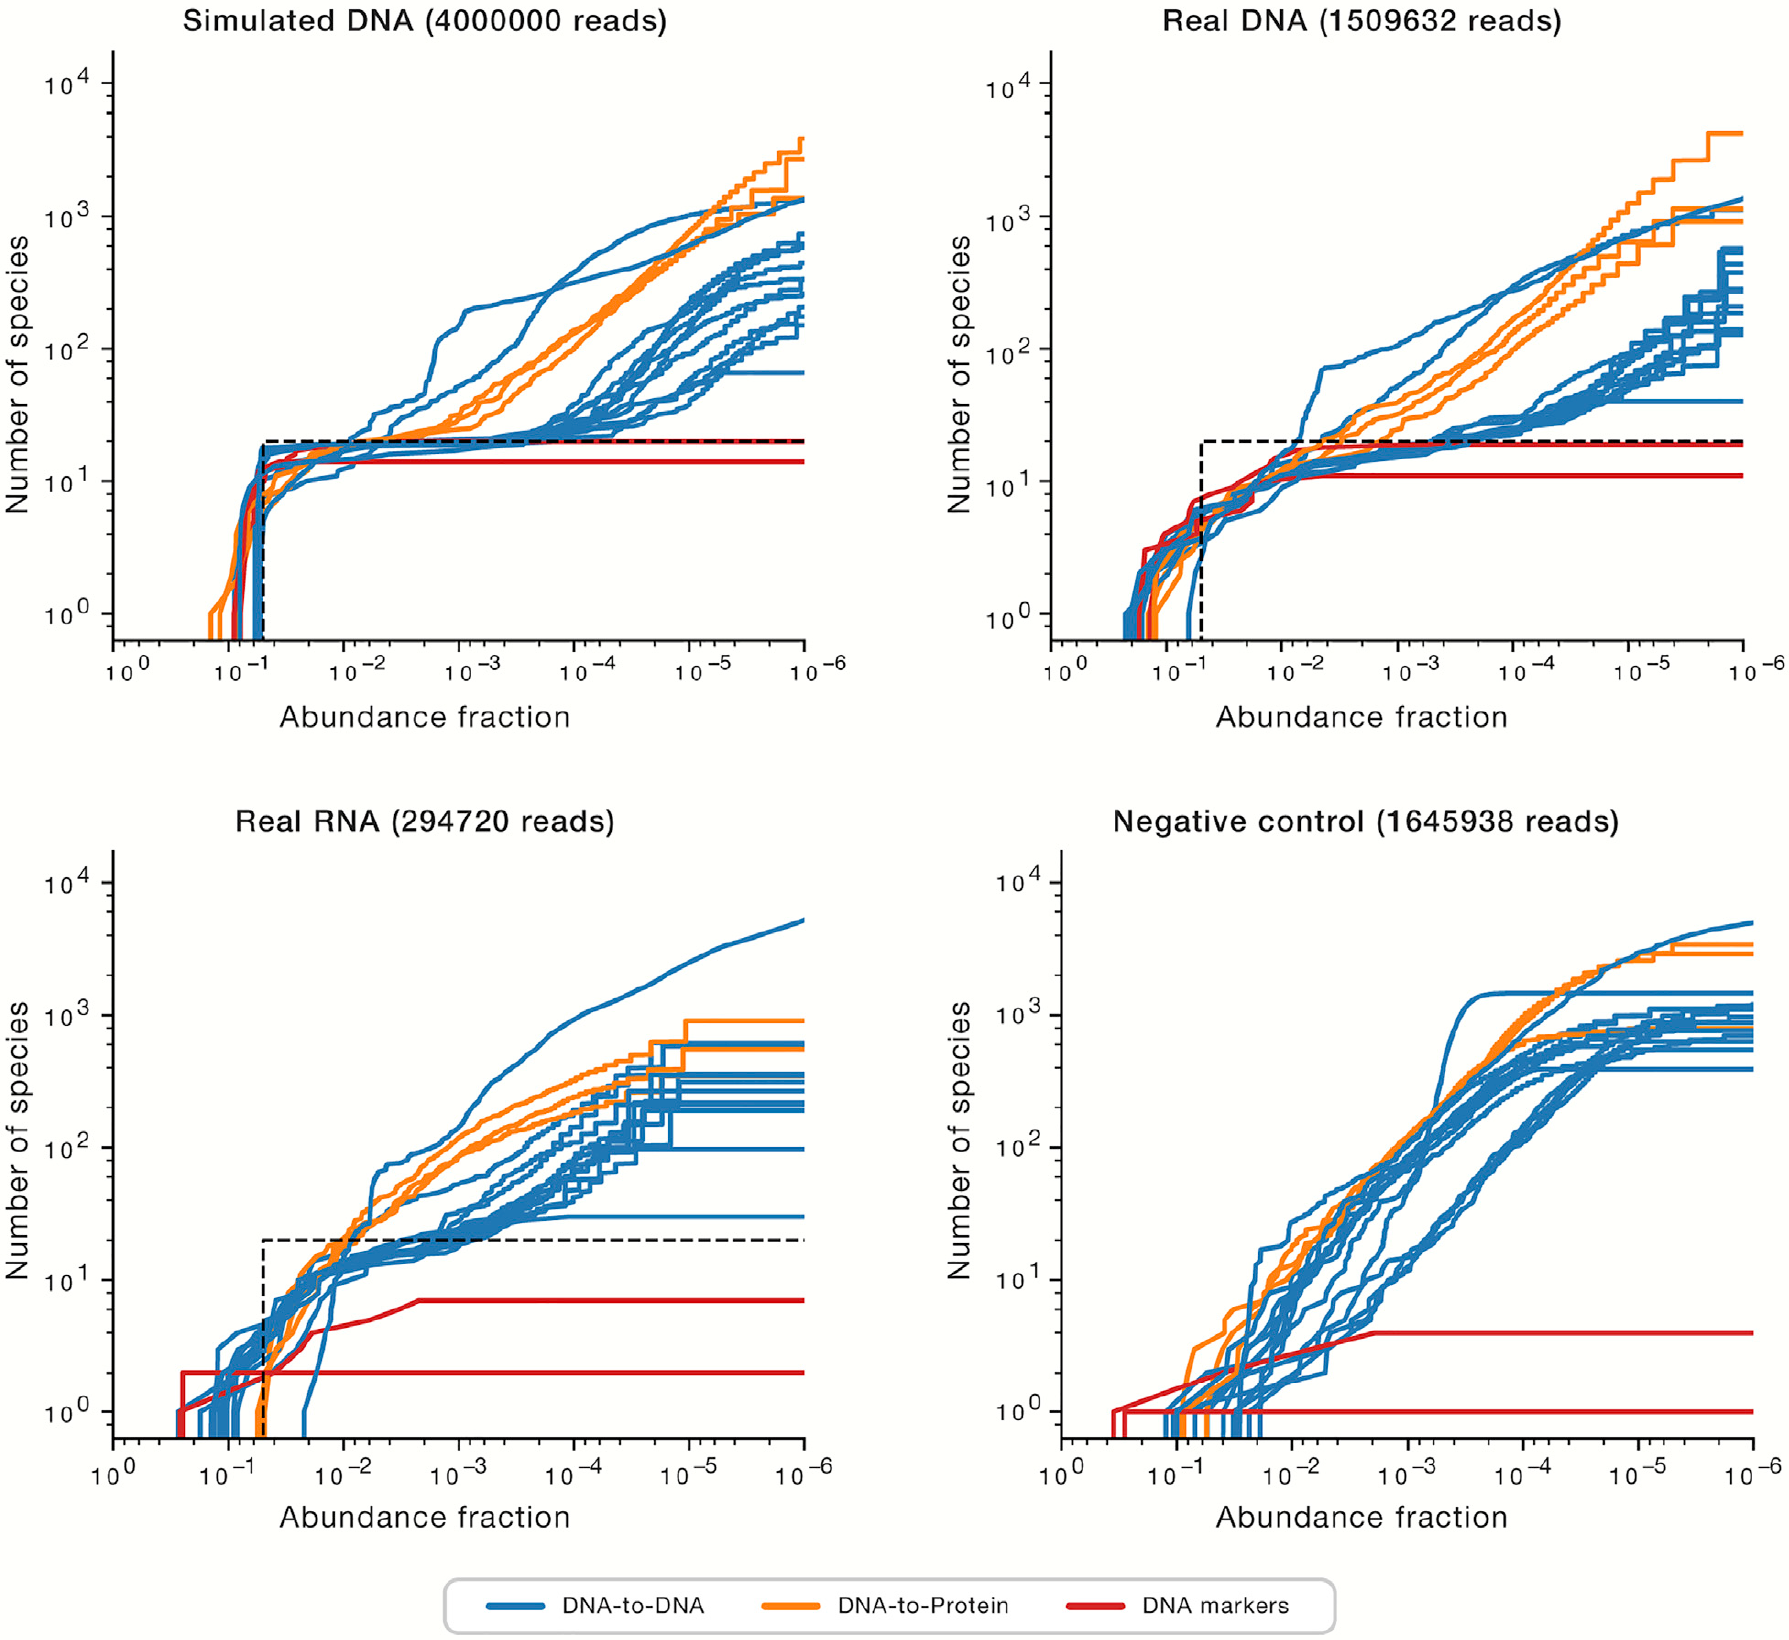 Simulated DNA (4000000 reads)
Number of species
10^4
10^3
10^2
10^1
10^0
10^0 10^-1 10^-2 10^-3 10^-4 10^-5 10^-6
Abundance fraction
Real DNA (1509632 reads)
Number of species
10^4
10^3
10^2
10^1
10^0
10^0 10^-1 10^-2 10^-3 10^-4 10^-5 10^-6
Abundance fraction
Real RNA (294720 reads)
Number of species
10^4
10^3
10^2
10^1
10^0
10^0 10^-1 10^-2 10^-3 10^-4 10^-5 10^-6
Abundance fraction
Negative control (1645938 reads)
Number of species
10^4
10^3
10^2
10^1
10^0
10^0 10^-1 10^-2 10^-3 10^-4 10^-5 10^-6
Abundance fraction
DNA-to-DNA DNA-to-Protein DNA markers